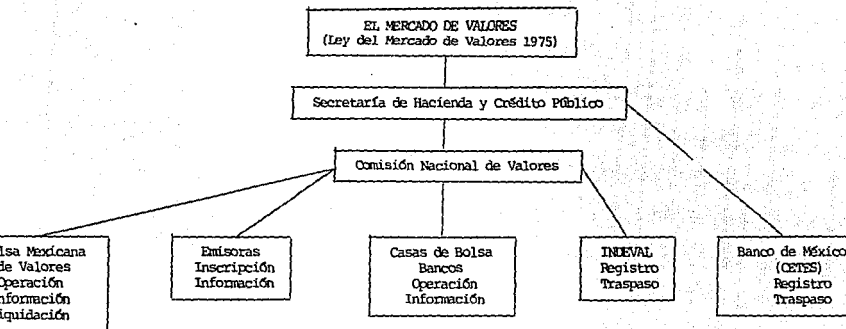 EL MERCADO DE VALORES
(Ley del Mercado de Valores 1975)
Secretaría de Hacienda y Crédito Público
Comisión Nacional de Valores
lsa Mexicana
de Valores
Operación
nformación
iquidación
Emisoras
Inscripción
Información
Casas de Bolsa
Bancos
Operación
Información
INDEVAL
Registro
Traspaso
Banco de México
(CETES)
Registro
Traspaso